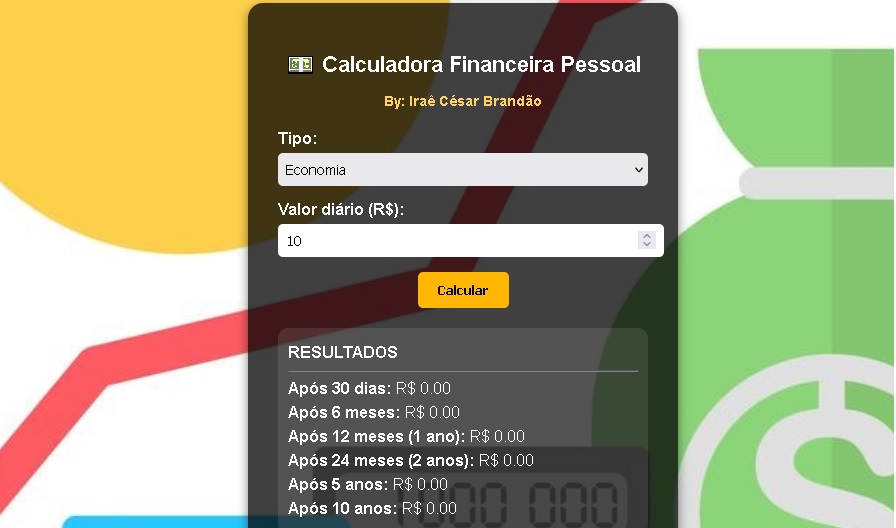 Calculadora Financeira Pessoal
By: Iraê César Brandão
Tipo:
Economia
Valor diário (R$):
10
Calcular
RESULTADOS
Após 30 dias: R$ 0.00
Após 6 meses: R$ 0.00
Após 12 meses (1 ano): R$ 0.00
Após 24 meses (2 anos): R$ 0.00
Após 5 anos: R$ 0.00
Após 10 anos: R$ 0.00
1000 000
$